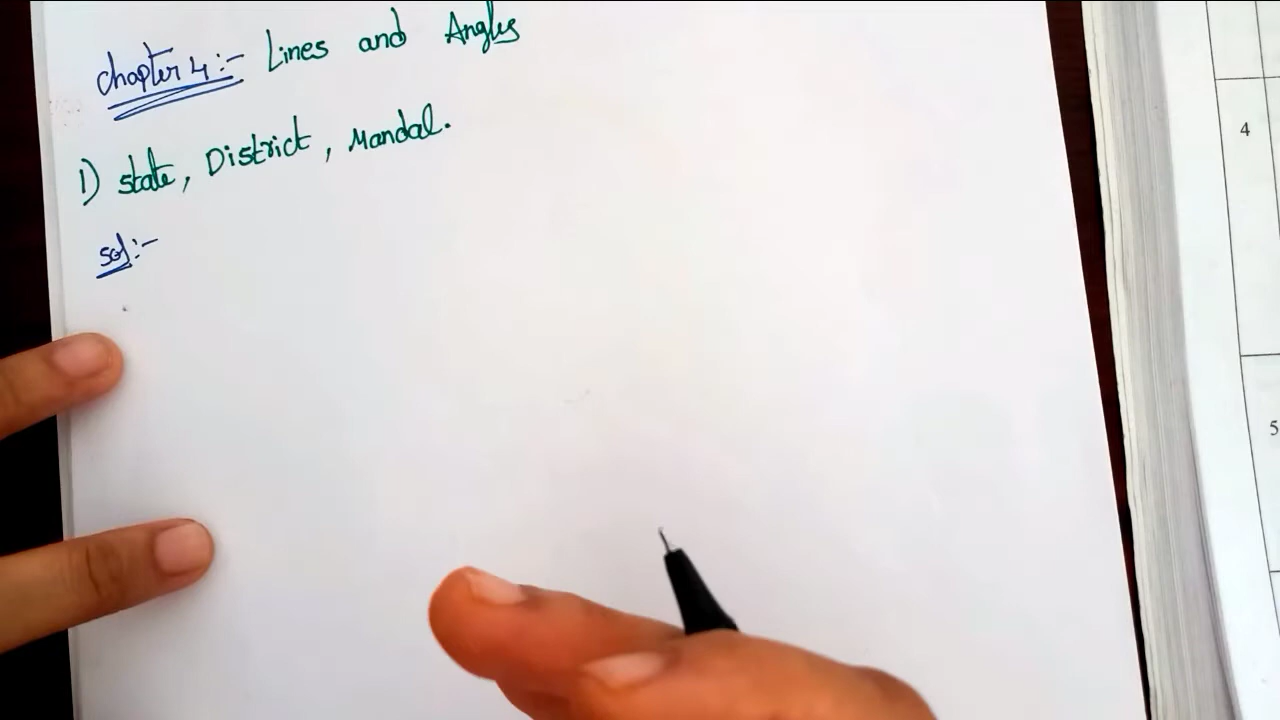 chapter 4:- Lines and Angles
1) state, District, Mandal.
sol:-
4
5